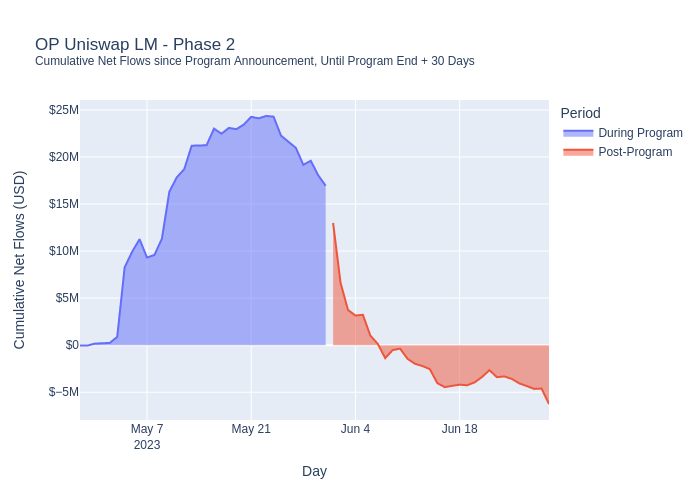 OP Uniswap LM - Phase 2
Cumulative Net Flows since Program Announcement, Until Program End + 30 Days
Period
During Program
Post-Program
Cumulative Net Flows (USD)
$25M
$20M
$15M
$10M
$5M
$0
$−5M
May 7
2023
May 21
Jun 4
Jun 18
Day